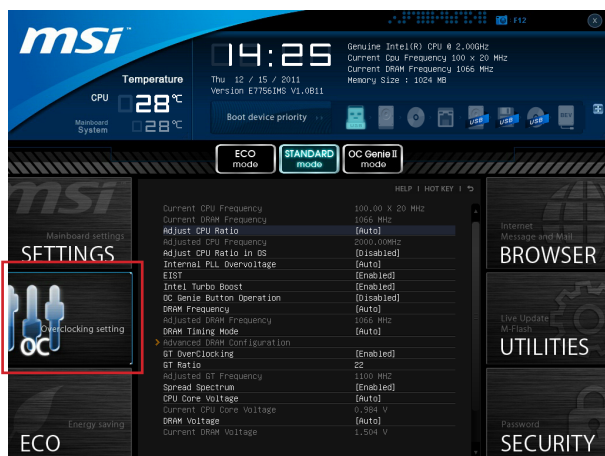 msi
Temperature
CPU 28°C
Mainboard
System 28°C
14:25
Thu 12 / 15 / 2011
Version E7756IMS V1.0B11
F12
X
Genuine Intel(R) CPU @ 2.00GHz
Current Cpu Frequency 100 x 20 MHz
Current DRAM Frequency 1066 MHz
Memory Size : 1024 MB
Boot device priority
USB USB USB DEV
ECO mode
STANDARD mode
OC Genie II mode
HELP | HOT KEY |
msi
Mainboard settings
SETTINGS
Overclocking setting
OC
Energy saving
ECO
Current CPU Frequency 100.00 X 20 MHZ
Current DRAM Frequency 1066 MHz
Adjust CPU Ratio [Auto]
Adjusted CPU Frequency 2000.00MHz
Adjust CPU Ratio in OS [Disabled]
Internal PLL Overvoltage [Auto]
EIST [Enabled]
Intel Turbo Boost [Enabled]
OC Genie Button Operation [Disabled]
DRAM Frequency [Auto]
Adjusted DRAM Frequency 1066 MHz
DRAM Timing Mode [Auto]
> Advanced DRAM Configuration
GT OverClocking [Enabled]
GT Ratio 22
Adjusted GT Frequency 1100 MHZ
Spread Spectrum [Enabled]
CPU Core Voltage [Auto]
Current CPU Core Voltage 0.984 V
DRAM Voltage [Auto]
Current DRAM Voltage 1.504 V
Internet
Message and Mail
BROWSER
Live Update
M-Flash
UTILITIES
Password
SECURITY